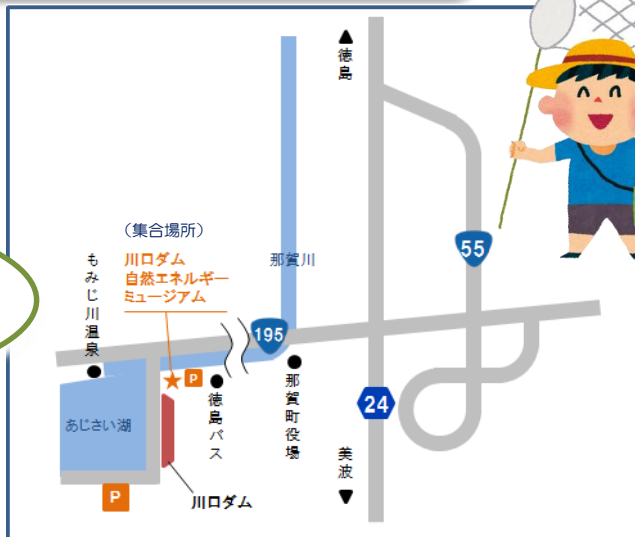 徳島
(集合場所)
川口ダム
自然エネルギー
ミュージアム
もみじ川温泉
那賀川
55
195
P
徳島バス
那賀町役場
24
あじさい湖
美波
P
川口ダム